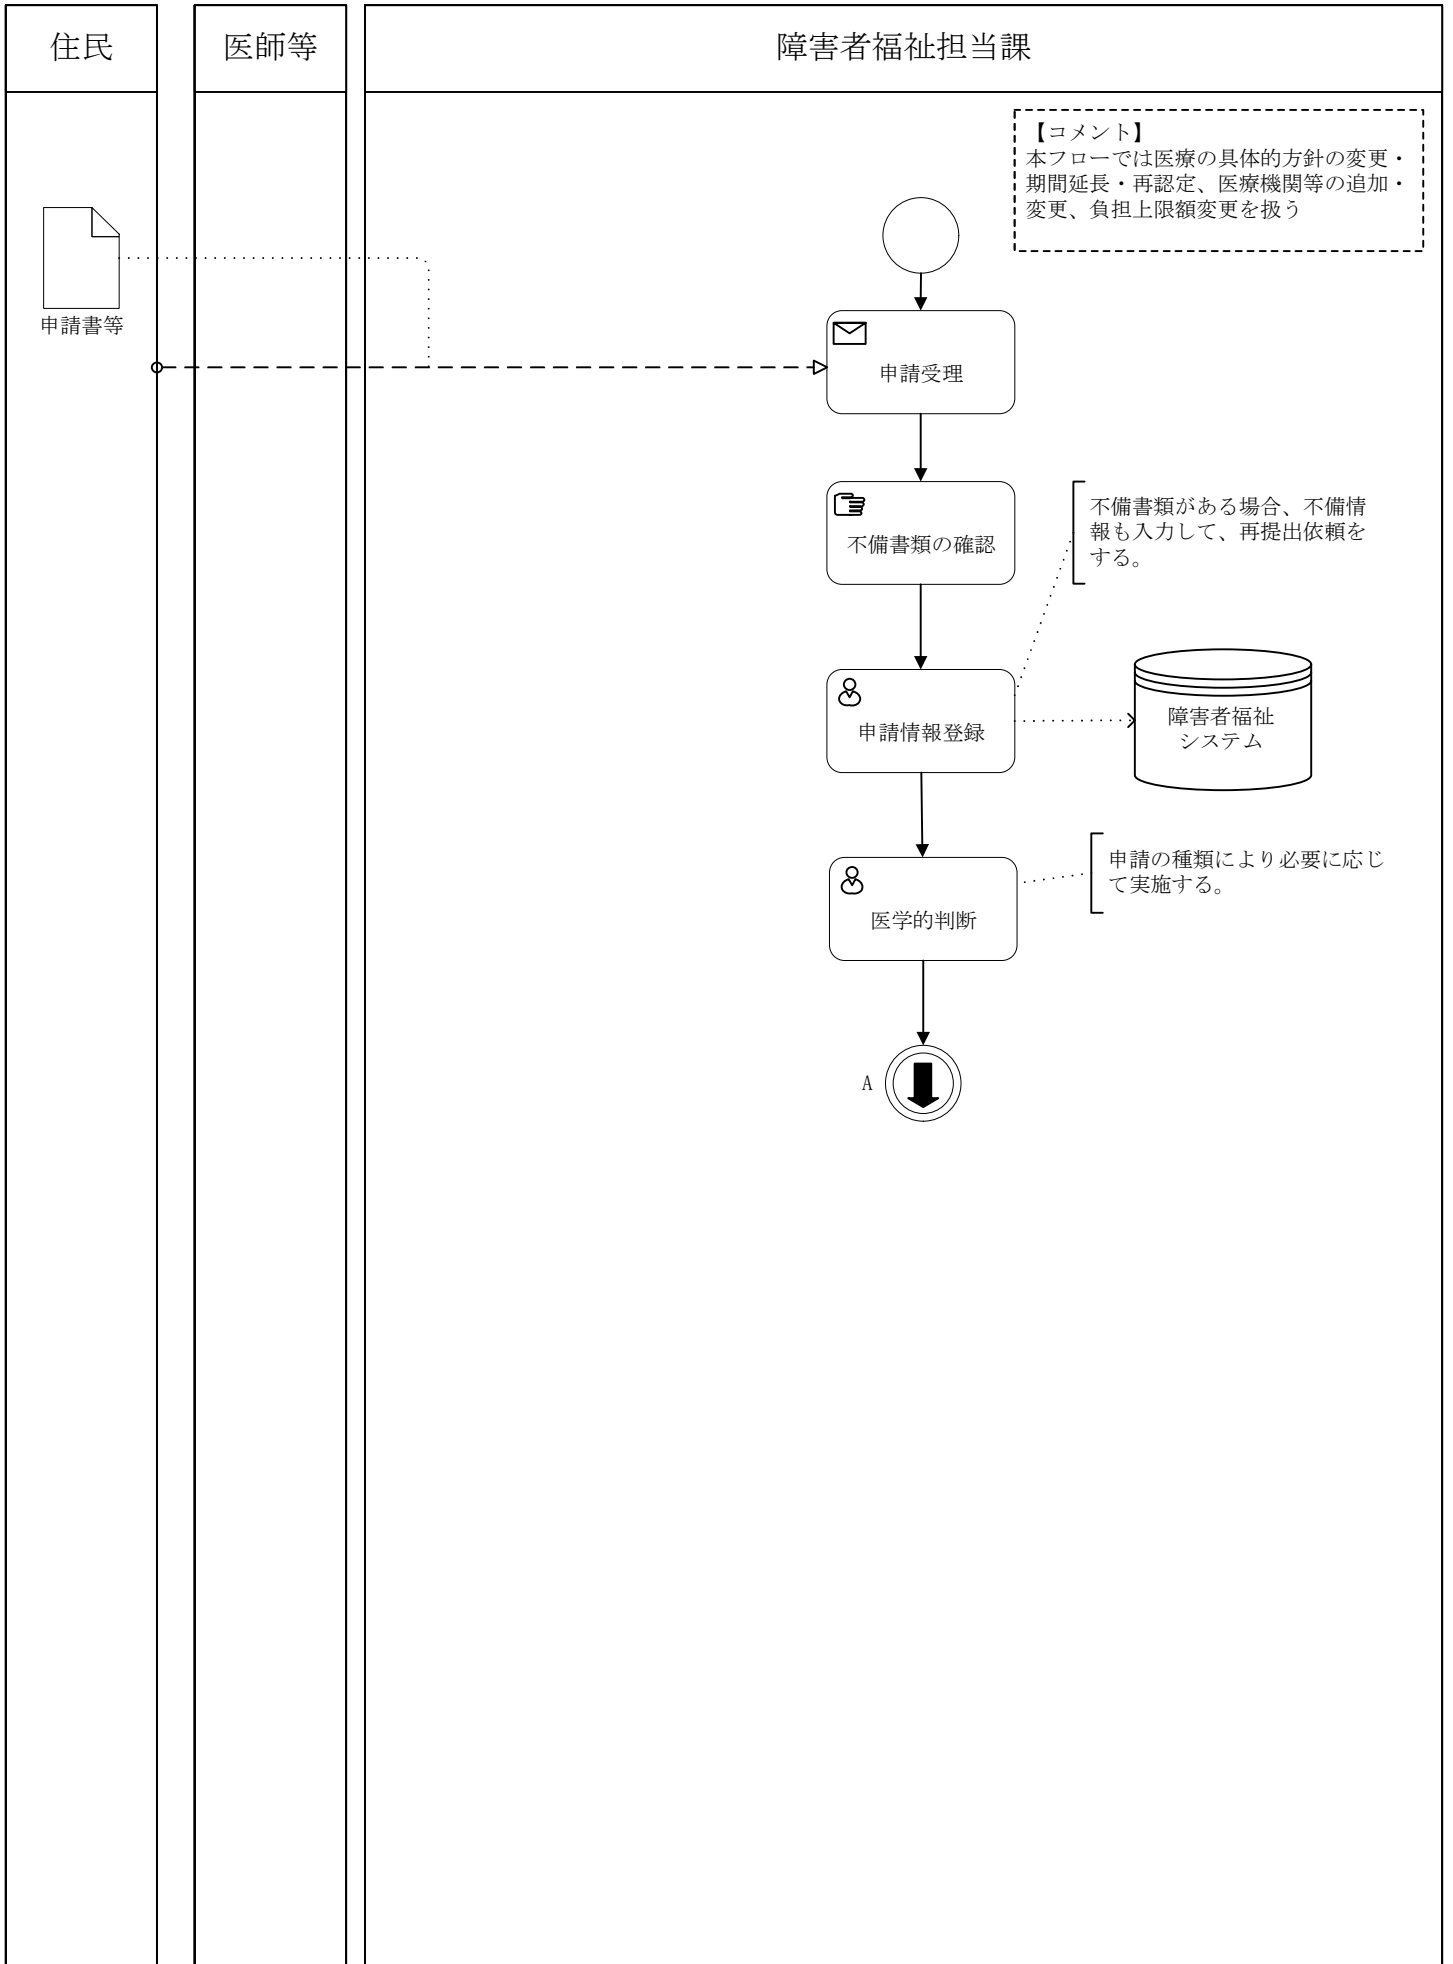 住民
医師等
障害者福祉担当課
【コメント】
本フローでは医療の具体的方針の変更・
期間延長・再認定、医療機関等の追加・
変更、負担上限額変更を扱う
申請書等
申請受理
不備書類の確認
不備書類がある場合、不備情
報も入力して、再提出依頼を
する。
申請情報登録
障害者福祉
システム
医学的判断
申請の種類により必要に応じ
て実施する。
A